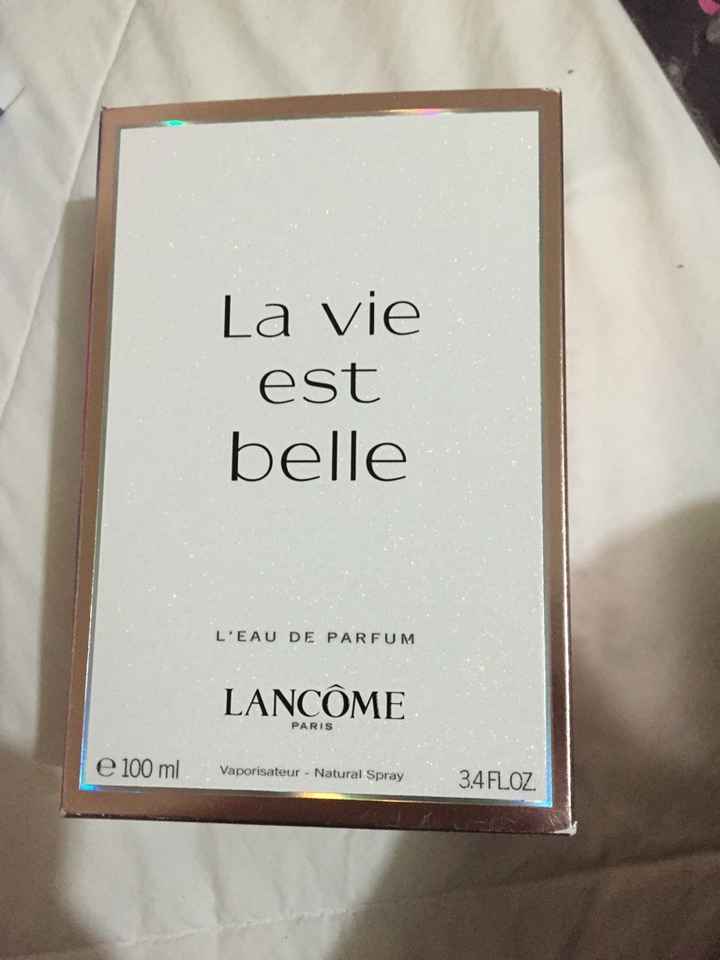 La vie
est
belle
L'EAU DE PARFUM
LANCÔME
PARIS
e 100 ml Vaporisateur - Natural Spray 3.4 FL.OZ.